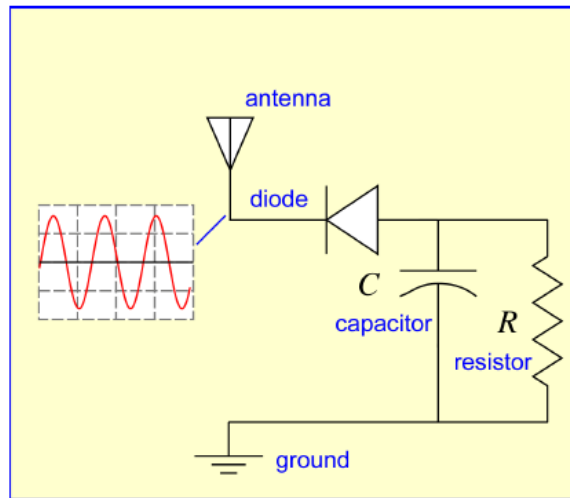 antenna
diode
C
capacitor
R
resistor
ground